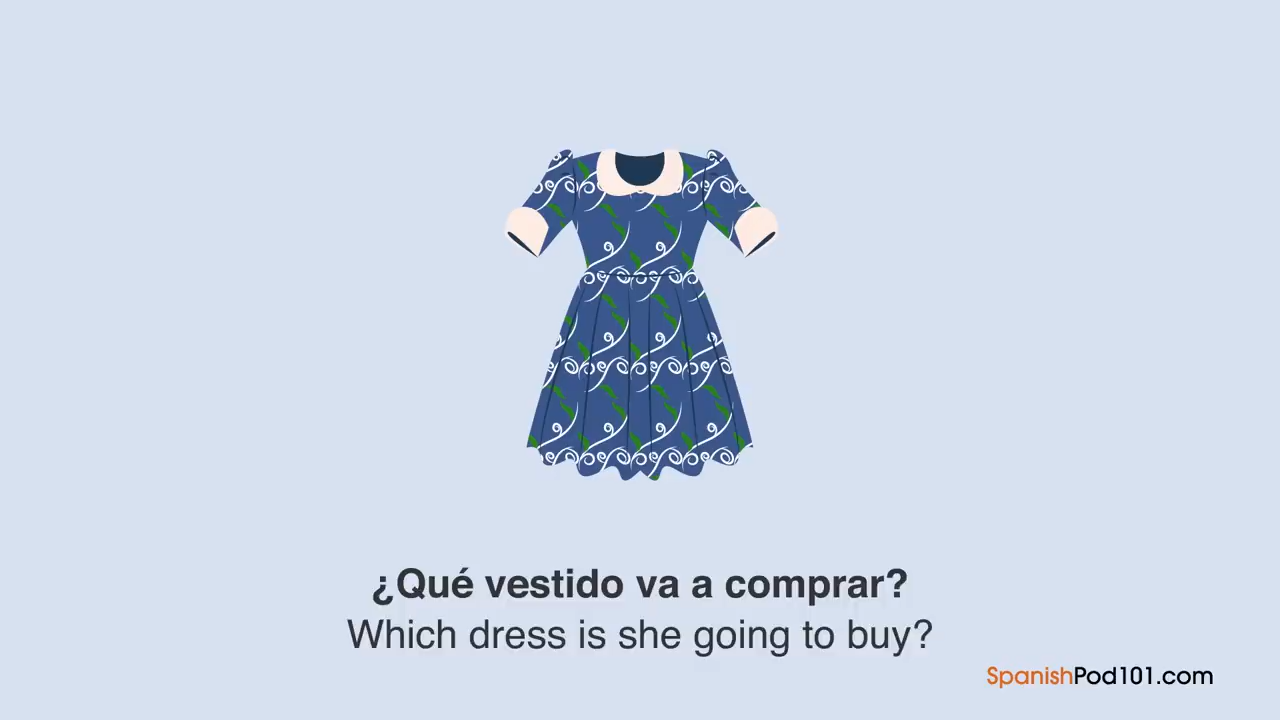 ¿Qué vestido va a comprar?
Which dress is she going to buy?
SpanishPod101.com